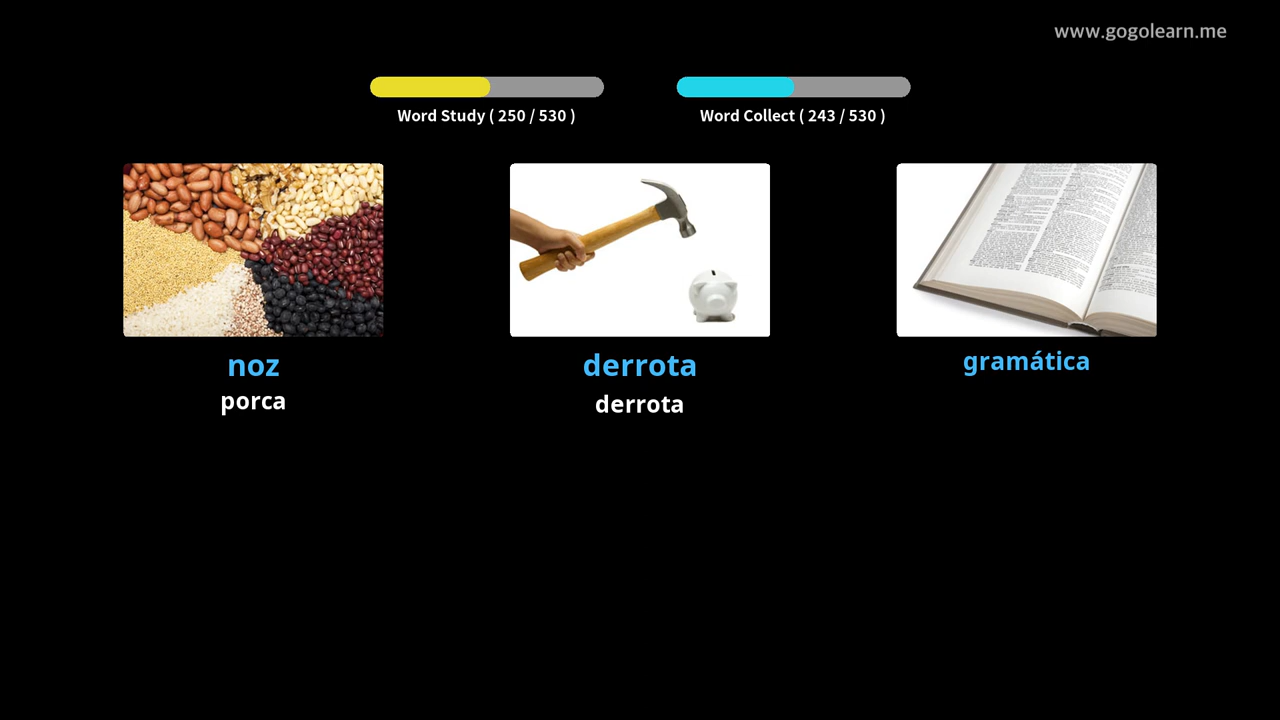 www.gogolearn.me
Word Study ( 250 / 530 )
Word Collect ( 243 / 530 )
noz
porca
derrota
derrota
gramática